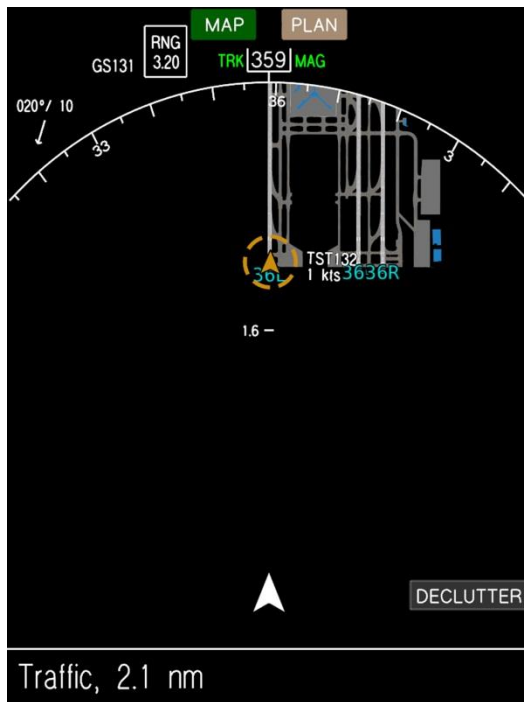 MAP PLAN
RNG
3.20
GS131
TRK 359 MAG
020°/ 10
33
36
3
TST132
1 kts
36L
3636R
1.6
DECLUTTER
Traffic, 2.1 nm